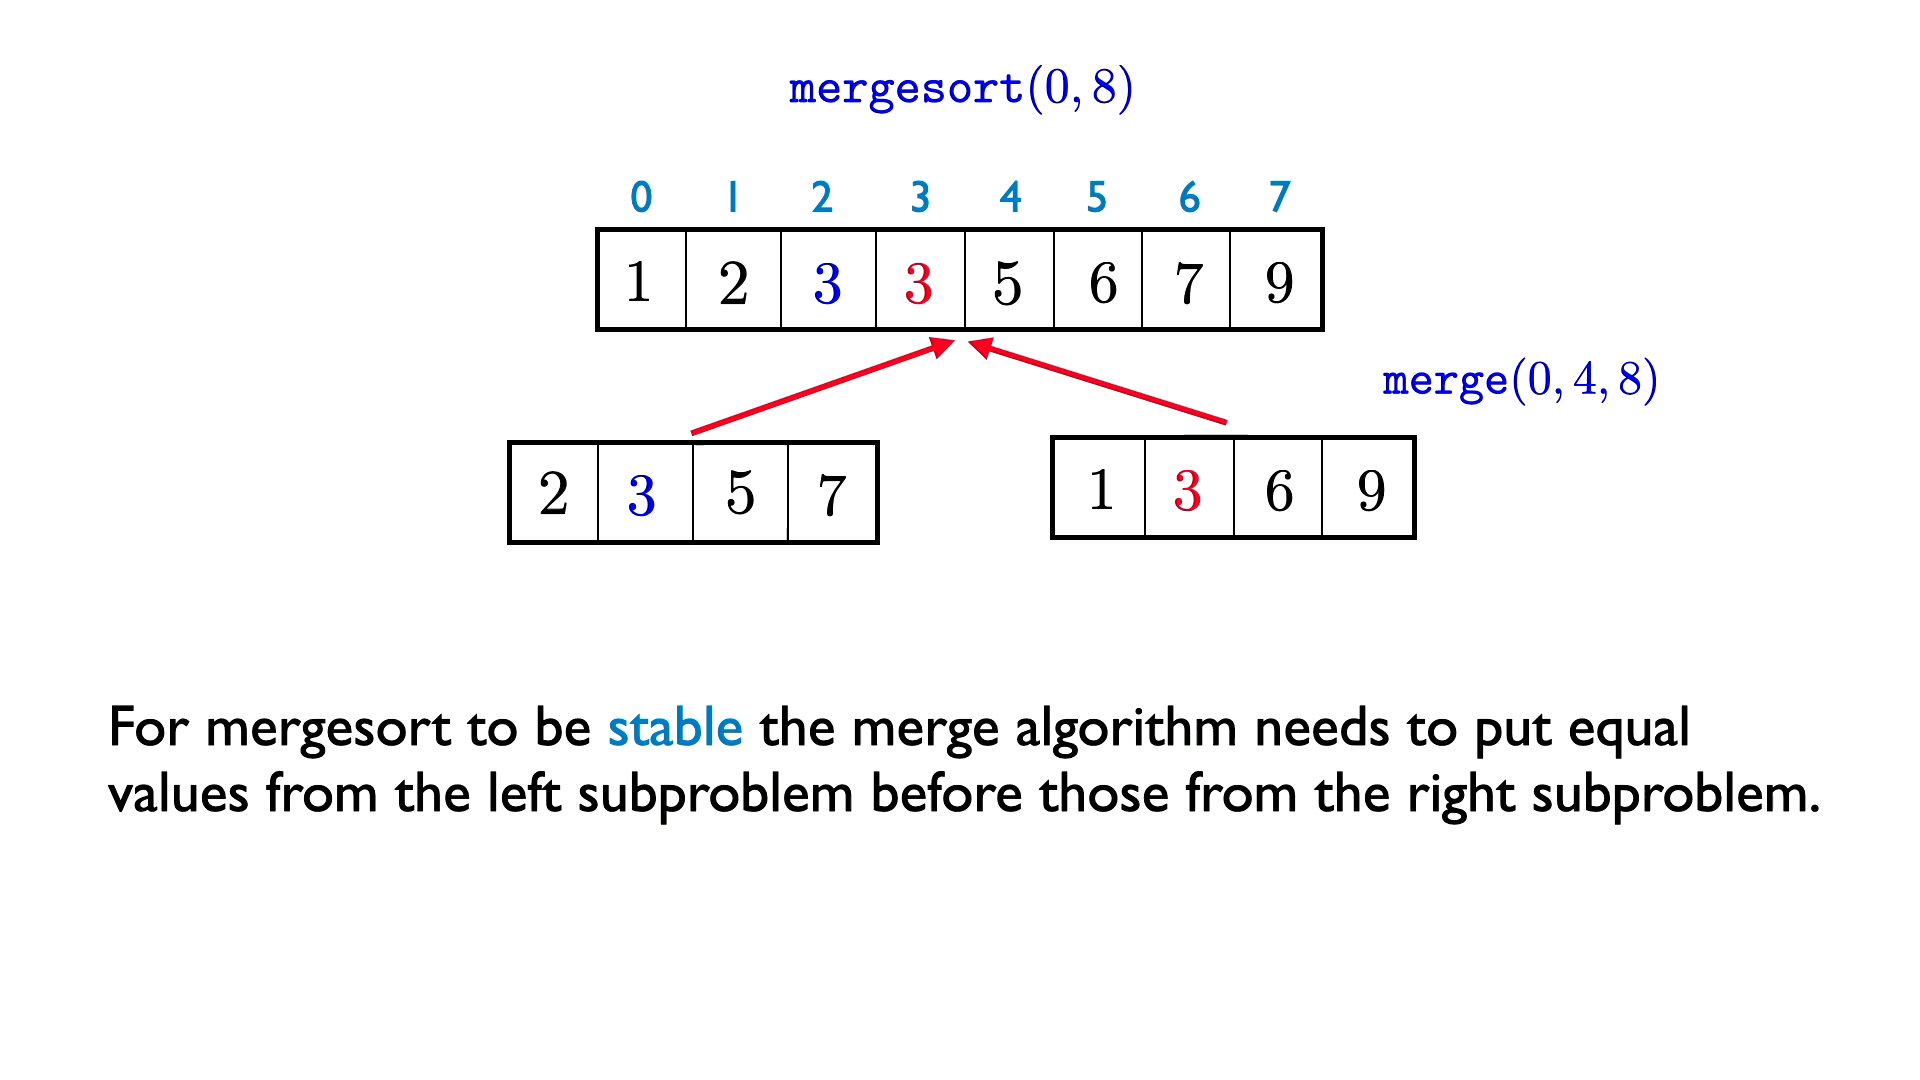 mergesort(0, 8)
0 1 2 3 4 5 6 7
1 2 3 3 5 6 7 9
merge(0, 4, 8)
2 3 5 7 1 3 6 9
For mergesort to be stable the merge algorithm needs to put equal
values from the left subproblem before those from the right subproblem.